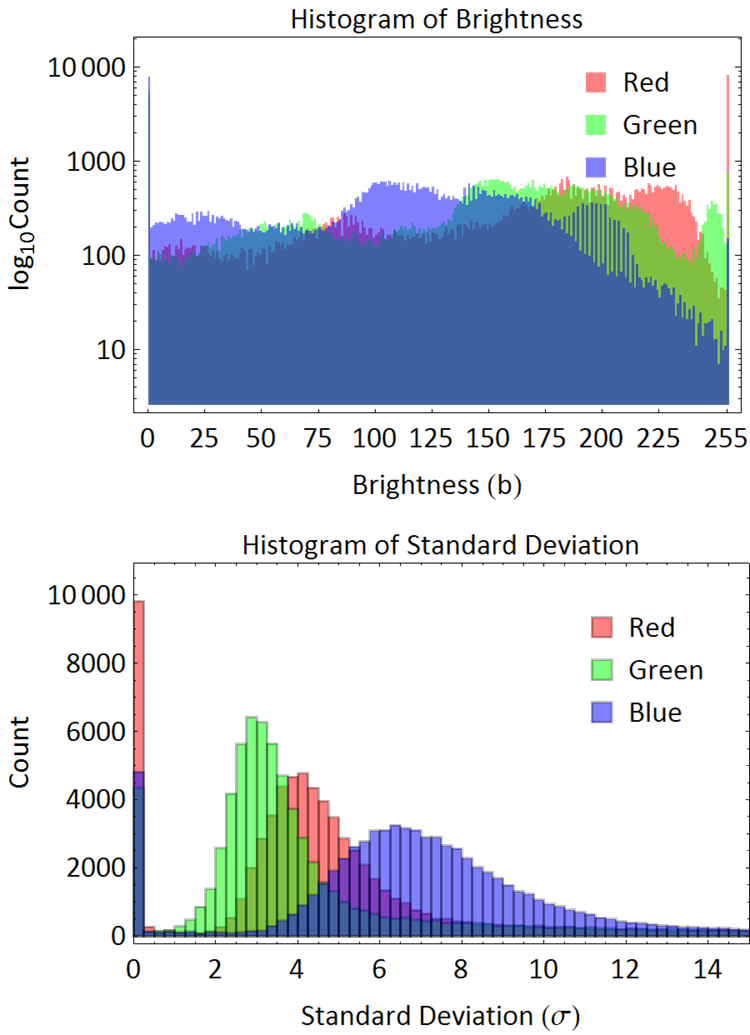 Histogram of Brightness
10 000
1000
100
10
log10Count
Red
Green
Blue
0 25 50 75 100 125 150 175 200 225 255
Brightness (b)
Histogram of Standard Deviation
10 000
8000
6000
4000
2000
0
Count
Red
Green
Blue
0 2 4 6 8 10 12 14
Standard Deviation (σ)